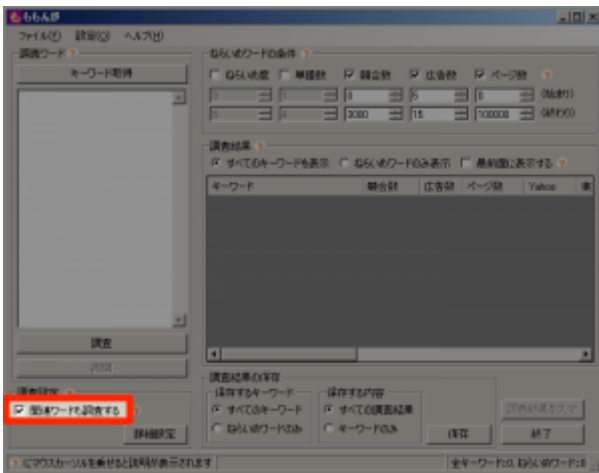 ファイル(F) 設定(O) ヘルプ(H)
調査ワード ?
キーワード取得
ねらいめワードの条件 ?
ねらいめ度 単語数 競合数 広告数 ページ数 ?
(始まり)
3000 15 100000 (終わり)
調査結果 ?
すべてのキーワードを表示 ねらいめワードのみ表示 最前面に表示する ?
キーワード 競合数 広告数 ページ数 Yahoo
調査
調査結果の保存
保存するキーワード 保存する内容
すべてのキーワード すべての調査結果
ねらいめワードのみ キーワードのみ
保存 終了
調査設定 ?
関連ワードも調査する ?
詳細設定
?にマウスカーソルを乗せると説明が表示されます
全キーワード:0, ねらいめワード:0